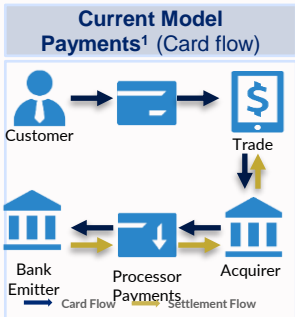 Current Model
Payments¹ (Card flow)
Customer
Trade
Bank
Emitter
Processor
Payments
Acquirer
Card Flow
Settlement Flow